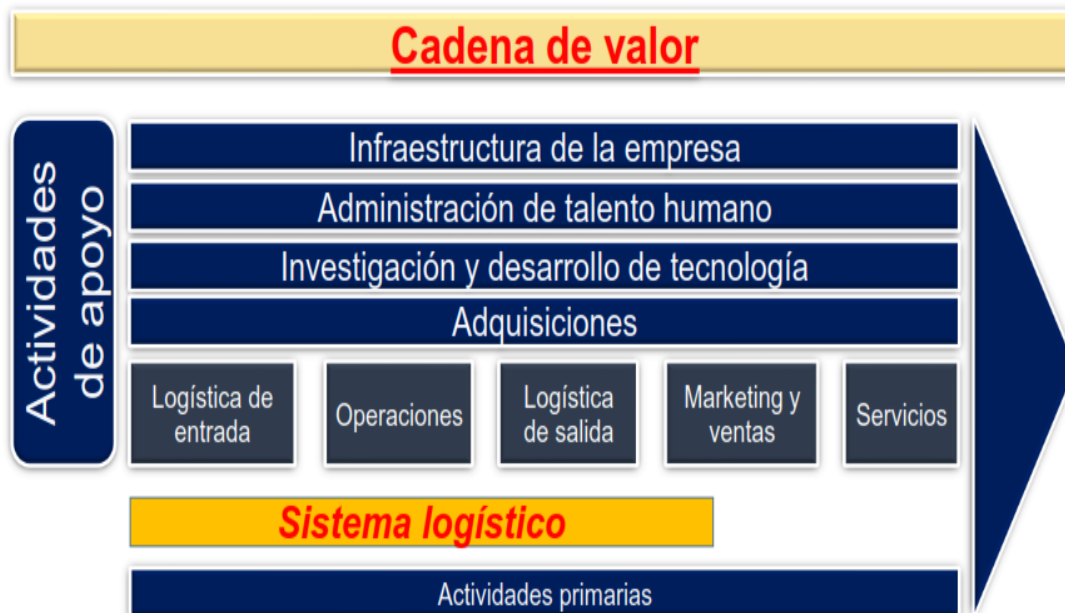 Cadena de valor
Actividades
de apoyo
Infraestructura de la empresa
Administración de talento humano
Investigación y desarrollo de tecnología
Adquisiciones
Logística de
entrada
Operaciones
Logística
de salida
Marketing y
ventas
Servicios
Sistema logístico
Actividades primarias